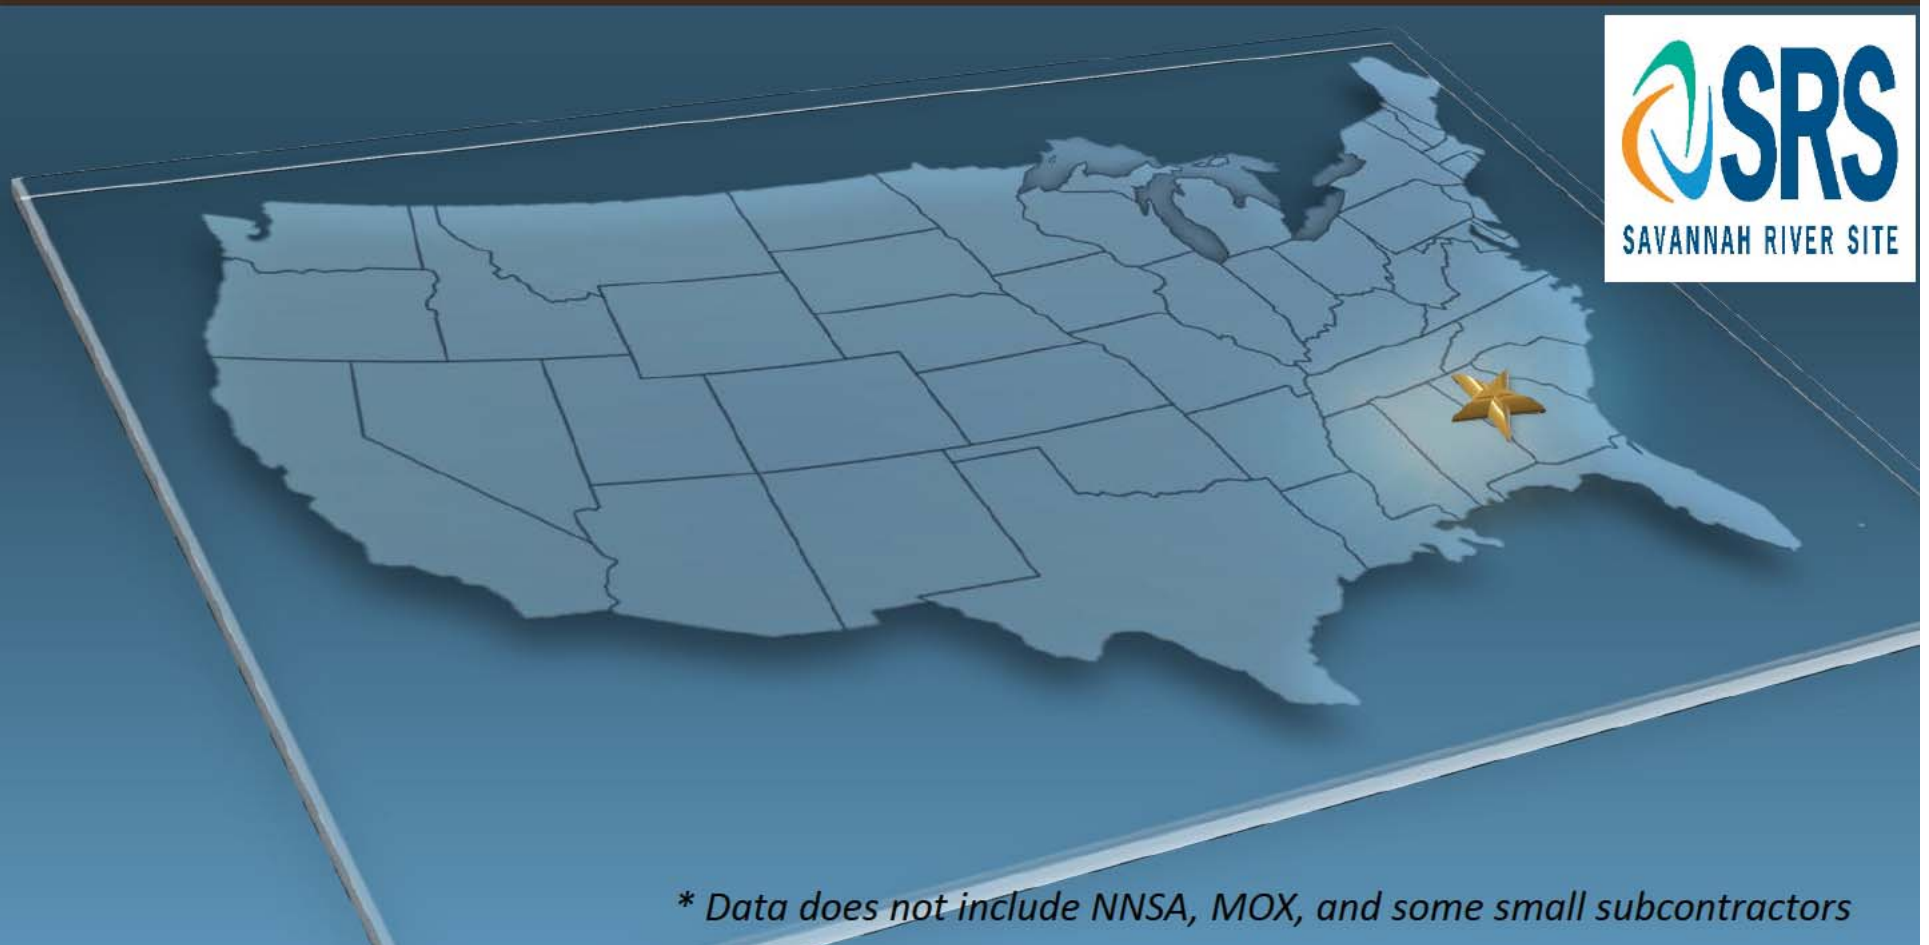 SRS
SAVANNAH RIVER SITE
* Data does not include NNSA, MOX, and some small subcontractors